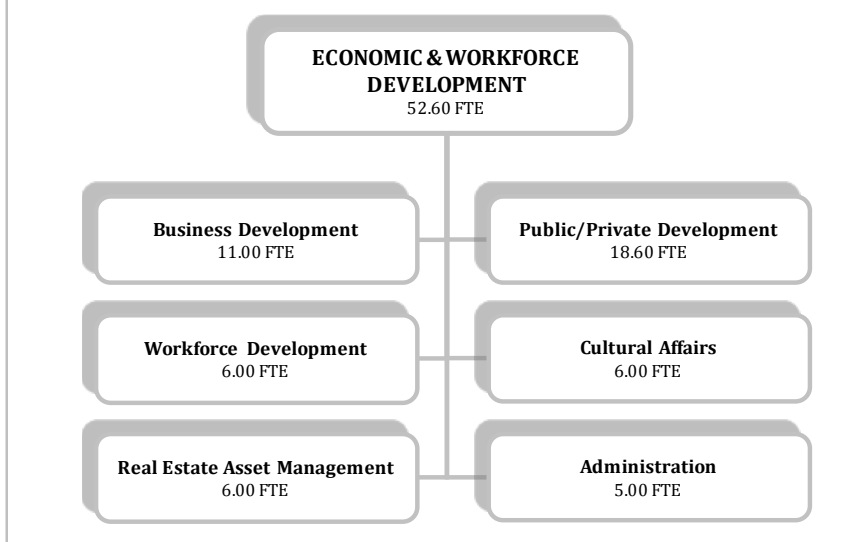 ECONOMIC & WORKFORCE
DEVELOPMENT
52.60 FTE
Business Development
11.00 FTE
Public/Private Development
18.60 FTE
Workforce Development
6.00 FTE
Cultural Affairs
6.00 FTE
Real Estate Asset Management
6.00 FTE
Administration
5.00 FTE